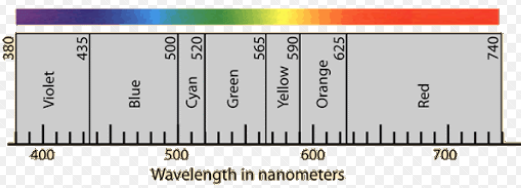 380 435 500 520 565 590 625 740
Violet Blue Cyan Green Yellow Orange Red
400 500 600 700
Wavelength in nanometers